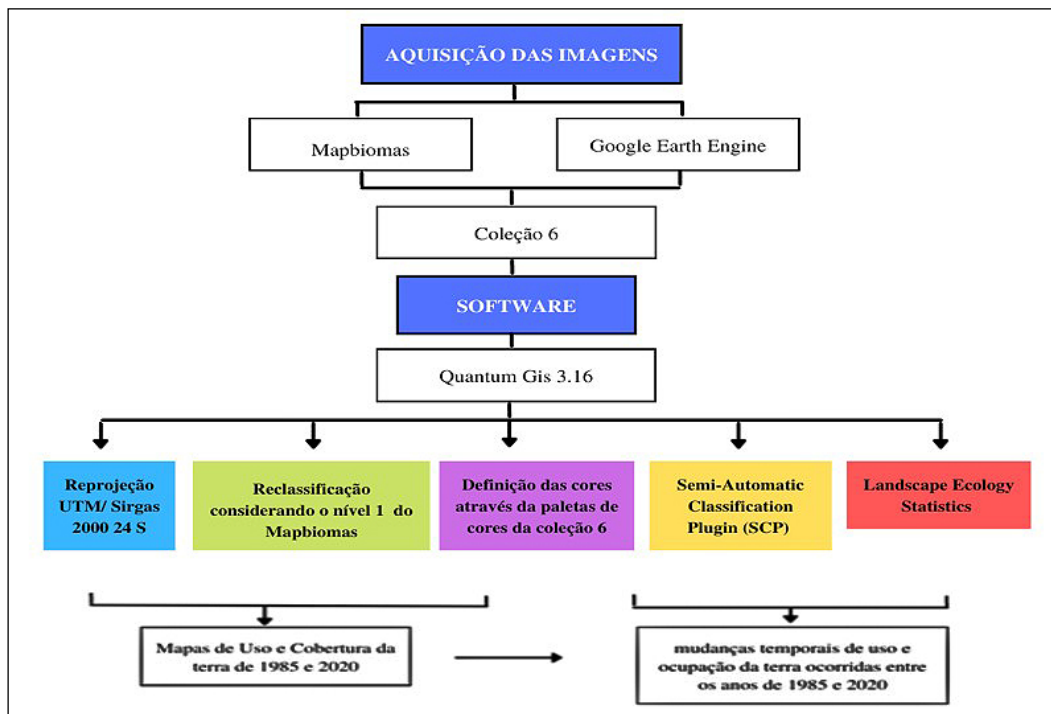 AQUISIÇÃO DAS IMAGENS
Mapbiomas
Google Earth Engine
Coleção 6
SOFTWARE
Quantum Gis 3.16
Reprojeção
UTM/ Sirgas
2000 24 S
Reclassificação
considerando o nível 1 do
Mapbiomas
Definição das cores
através da paletas de
cores da coleção 6
Semi-Automatic
Classification
Plugin (SCP)
Landscape Ecology
Statistics
Mapas de Uso e Cobertura da
terra de 1985 e 2020
mudanças temporais de uso e
ocupação da terra ocorridas entre
os anos de 1985 e 2020